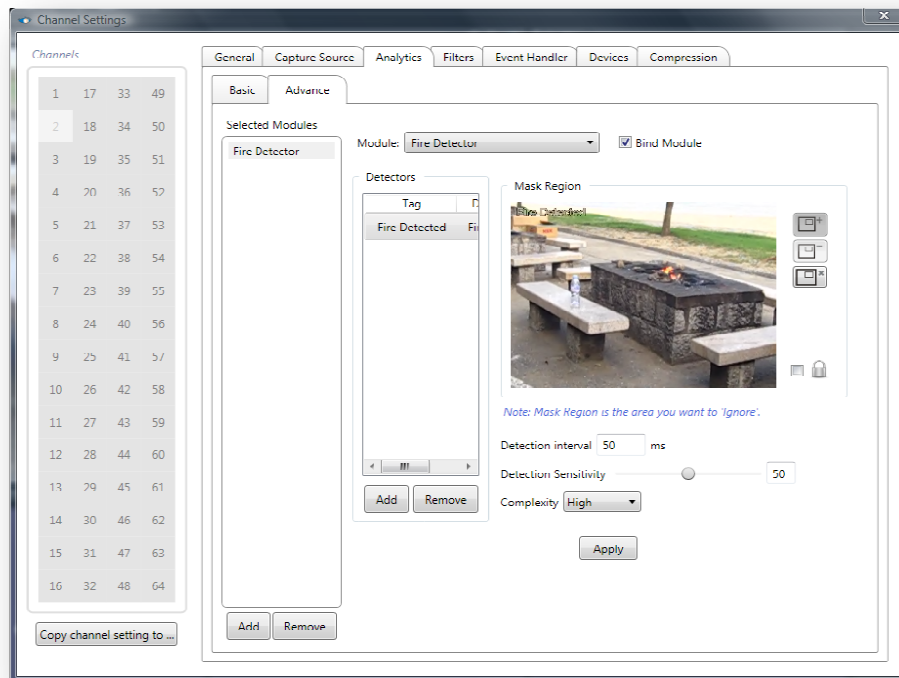 Channel Settings
Channels
General Capture Source Analytics Filters Event Handler Devices Compression
Basic Advance
1 17 33 49
2 18 34 50
3 19 35 51
4 20 36 52
5 21 37 53
6 22 38 54
7 23 39 55
8 24 40 56
9 25 41 57
10 26 42 58
11 27 43 59
12 28 44 60
13 29 45 61
14 30 46 62
15 31 47 63
16 32 48 64
Copy channel setting to ...
Selected Modules
Fire Detector
Add Remove
Module: Fire Detector Bind Module
Detectors
Tag
Fire Detected
Add Remove
Mask Region
Fire Detected
Note: Mask Region is the area you want to 'Ignore'.
Detection interval 50 ms
Detection Sensitivity 50
Complexity High
Apply